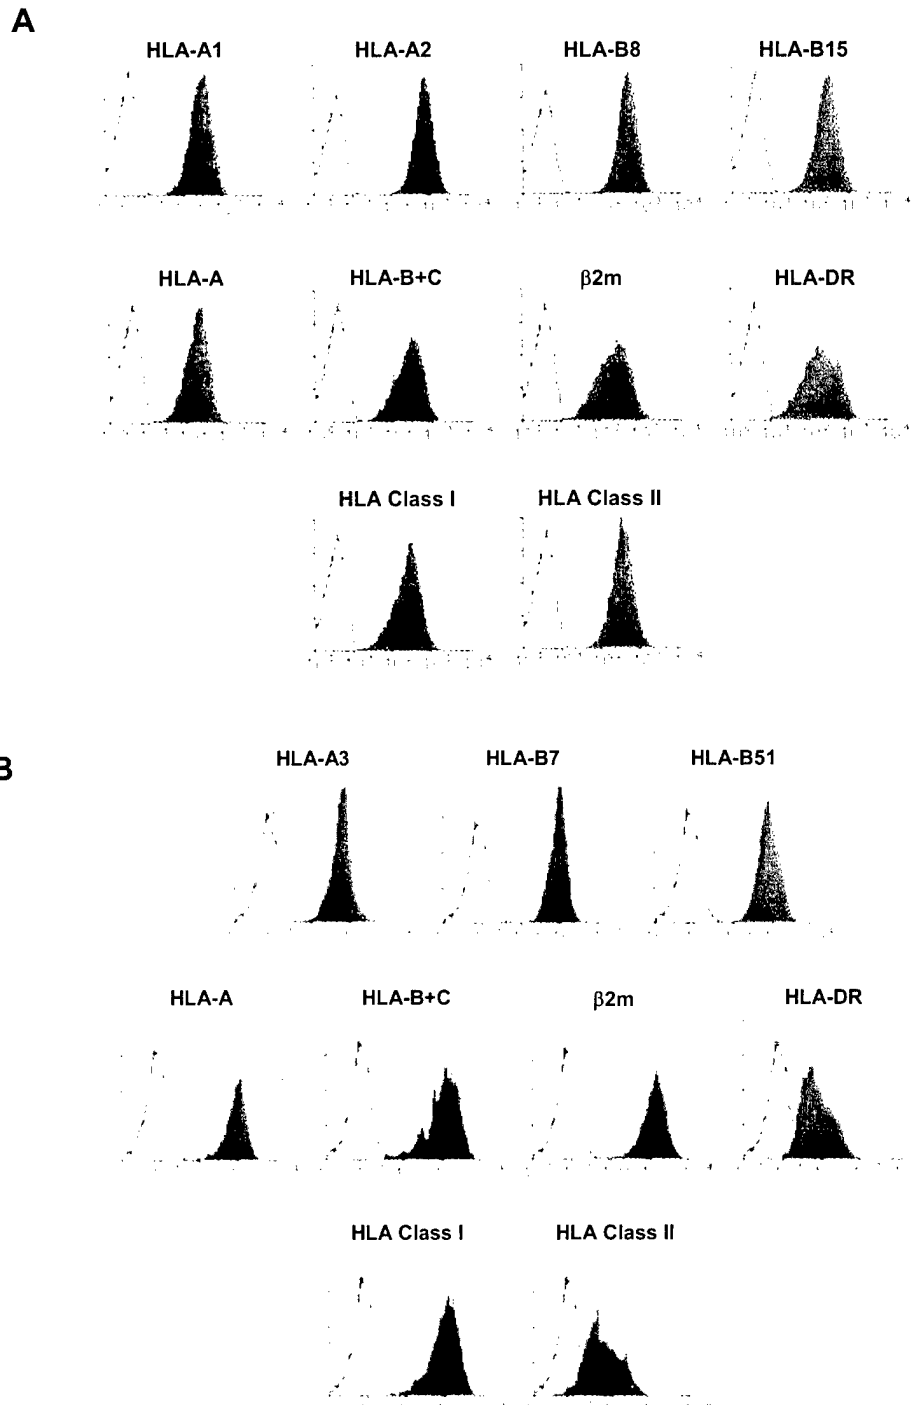 A
HLA-A1 HLA-A2 HLA-B8 HLA-B15
HLA-A HLA-B+C β2m HLA-DR
HLA Class I HLA Class II
B
HLA-A3 HLA-B7 HLA-B51
HLA-A HLA-B+C β2m HLA-DR
HLA Class I HLA Class II